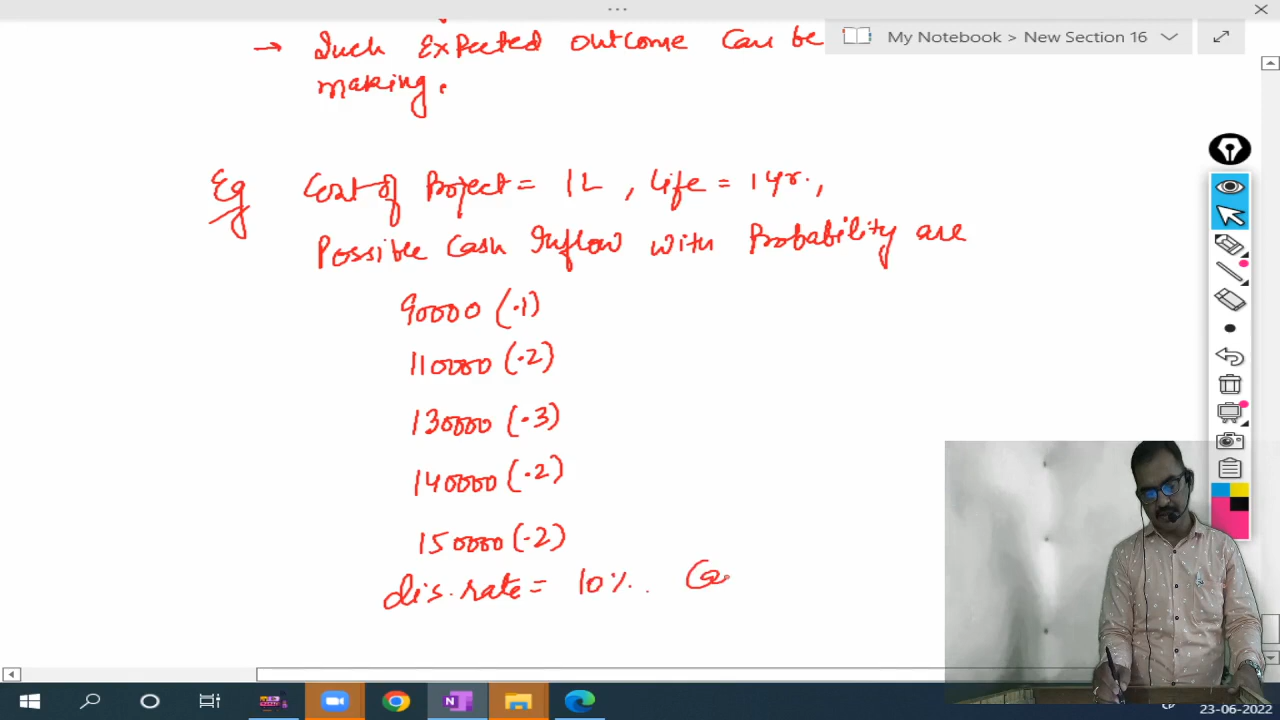 → Such Expected outcome can be
making.
My Notebook > New Section 16
Eg Cost of Project = 1L, life = 1yr.,
Possible Cash Inflow with Probability are
90000 (.1)
110000 (.2)
130000 (.3)
140000 (.2)
150000 (.2)
dis. rate = 10%. Ca
23-06-2022